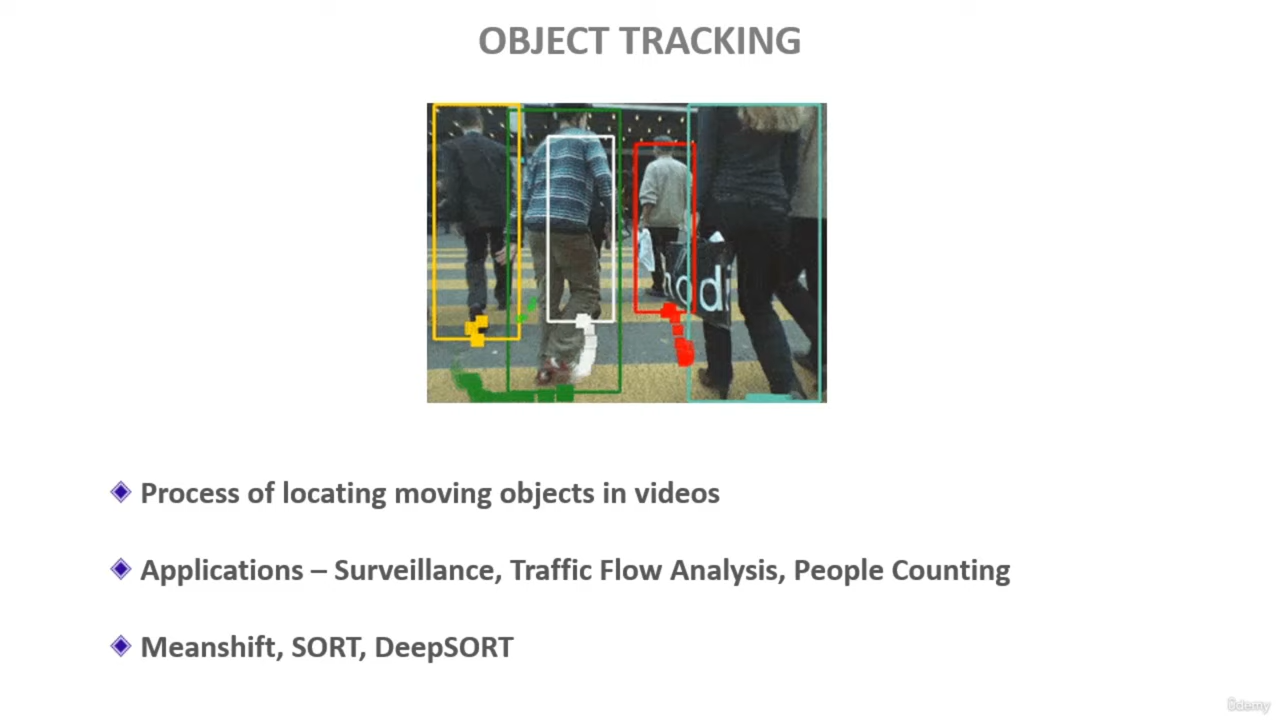 OBJECT TRACKING
Process of locating moving objects in videos
Applications – Surveillance, Traffic Flow Analysis, People Counting
Meanshift, SORT, DeepSORT
ûdemy